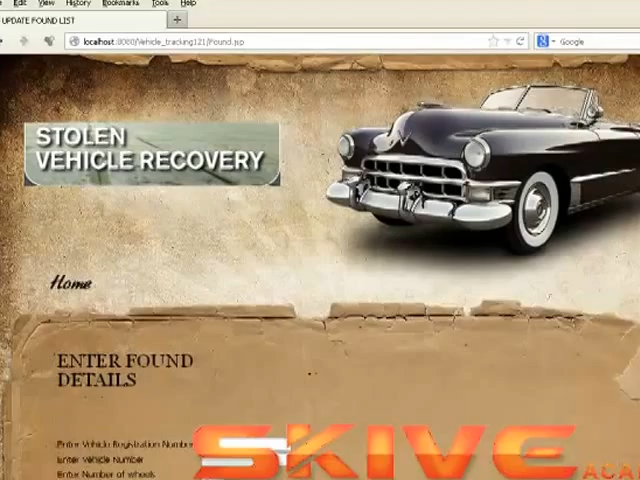 Edit View History Bookmarks Tools Help
UPDATE FOUND LIST
localhost:8080/Vehicle_tracking121/Found.jsp
Google
STOLEN
VEHICLE RECOVERY
Home
ENTER FOUND
DETAILS
Enter Vehicle Registration Number
Enter Vehicle Number
Enter Number of wheels
SKIVE
ACA